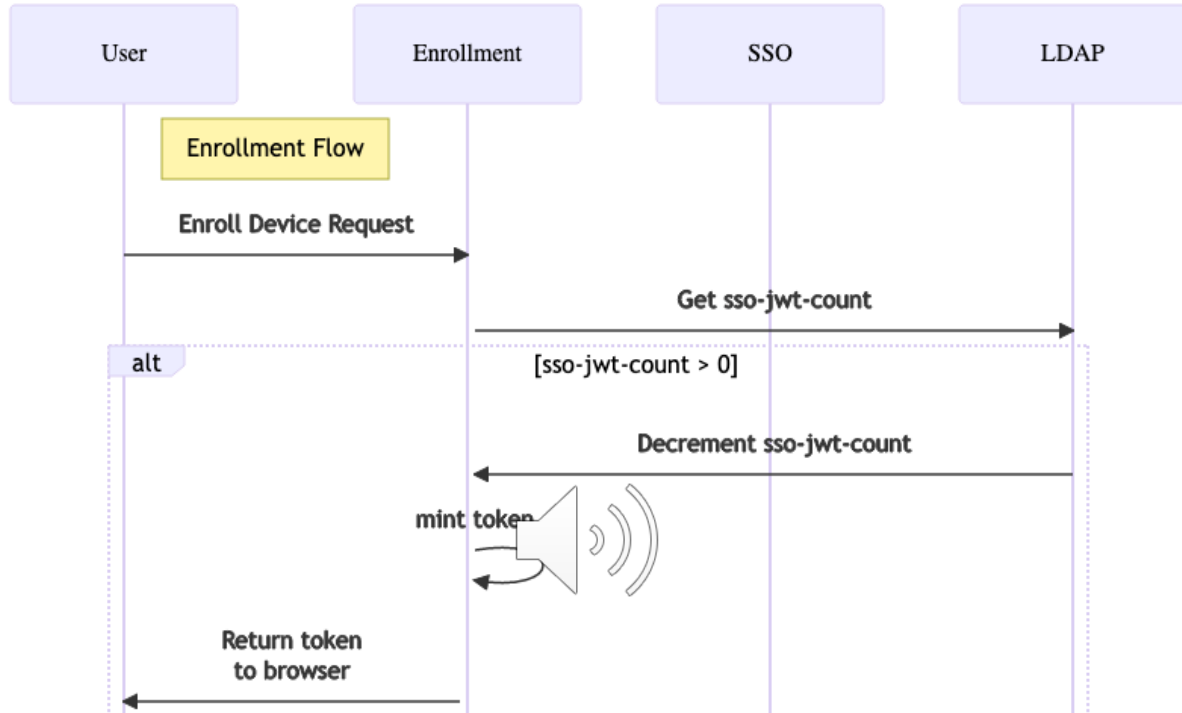 User
Enrollment
SSO
LDAP
Enrollment Flow
Enroll Device Request
Get sso-jwt-count
alt
[sso-jwt-count > 0]
Decrement sso-jwt-count
mint token
Return token
to browser